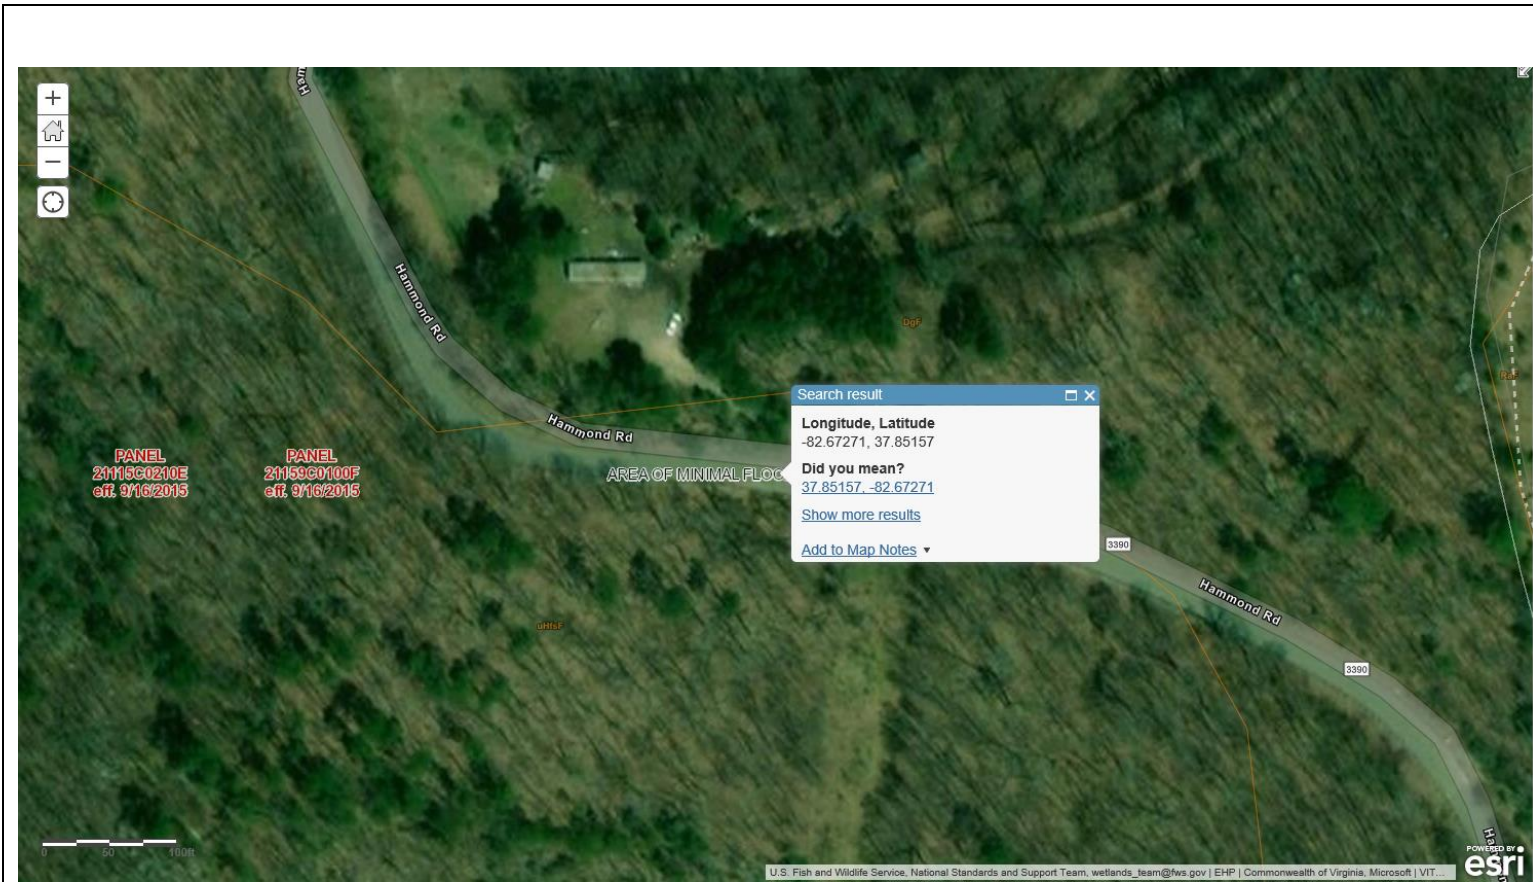 Hammond Rd
DgF
RaF
Search result
Longitude, Latitude
-82.67271, 37.85157
Did you mean?
37.85157, -82.67271
Show more results
Add to Map Notes
Hammond Rd
PANEL
21115C0210E
eff. 9/16/2015
PANEL
21159C0100F
eff. 9/16/2015
AREA OF MINIMAL FLOO
3390
Hammond Rd
uHfsF
3390
0 50 100ft
U.S. Fish and Wildlife Service, National Standards and Support Team, wetlands_team@fws.gov | EHP | Commonwealth of Virginia, Microsoft | VIT...
POWERED BY
esri